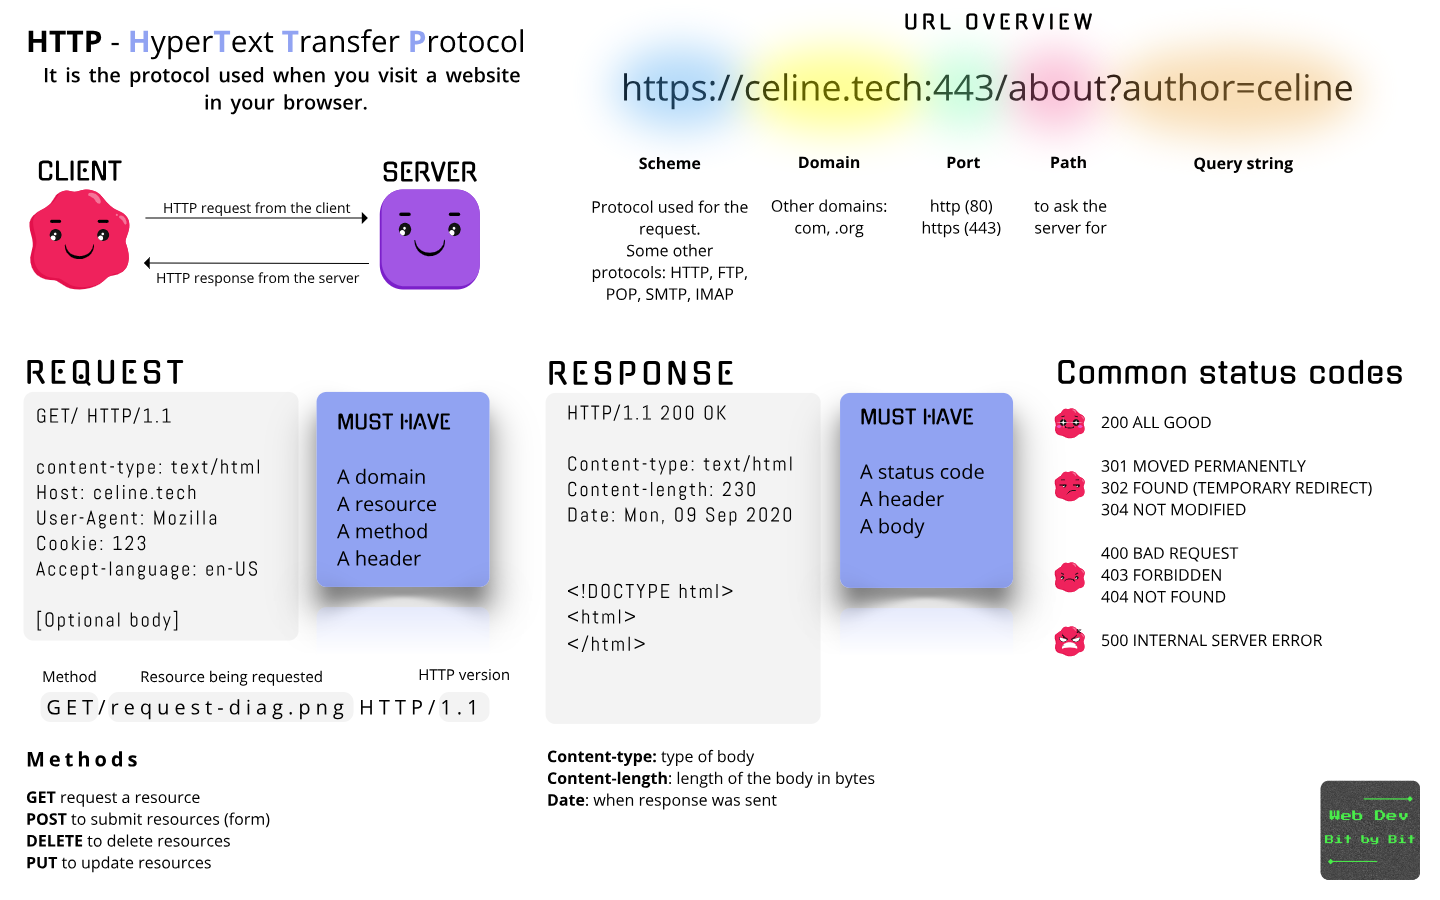 HTTP - HyperText Transfer Protocol
It is the protocol used when you visit a website
in your browser.
CLIENT
SERVER
HTTP request from the client
HTTP response from the server
URL OVERVIEW
https://celine.tech:443/about?author=celine
Scheme
Protocol used for the
request.
Some other
protocols: HTTP, FTP,
POP, SMTP, IMAP
Domain
Other domains:
com, .org
Port
http (80)
https (443)
Path
to ask the
server for
Query string
REQUEST
GET/ HTTP/1.1
content-type: text/html
Host: celine.tech
User-Agent: Mozilla
Cookie: 123
Accept-language: en-US
[Optional body]
MUST HAVE
A domain
A resource
A method
A header
Method
Resource being requested
HTTP version
GET/request-diag.png HTTP/1.1
Methods
GET request a resource
POST to submit resources (form)
DELETE to delete resources
PUT to update resources
RESPONSE
HTTP/1.1 200 OK
Content-type: text/html
Content-length: 230
Date: Mon, 09 Sep 2020
<!DOCTYPE html>
<html>
</html>
MUST HAVE
A status code
A header
A body
Content-type: type of body
Content-length: length of the body in bytes
Date: when response was sent
Common status codes
200 ALL GOOD
301 MOVED PERMANENTLY
302 FOUND (TEMPORARY REDIRECT)
304 NOT MODIFIED
400 BAD REQUEST
403 FORBIDDEN
404 NOT FOUND
500 INTERNAL SERVER ERROR
Web Dev
Bit by Bit